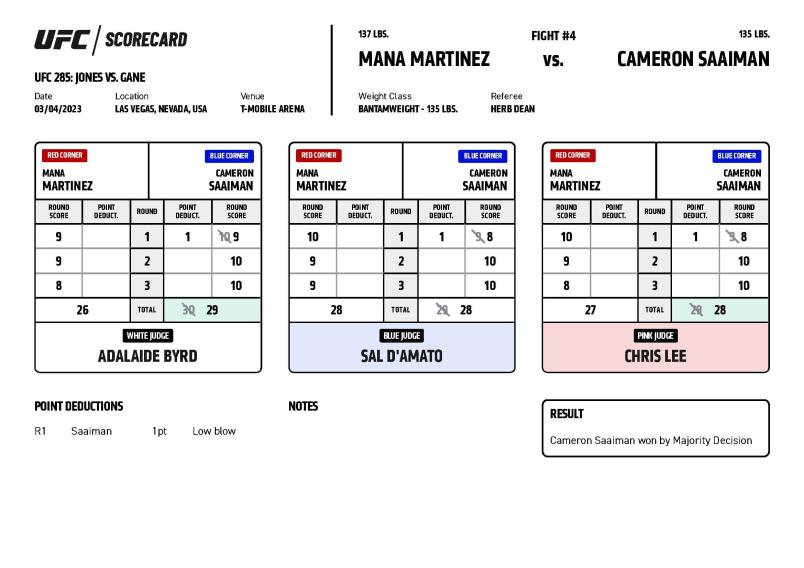 UFC / SCORECARD
UFC 285: JONES VS. GANE
Date Location Venue
03/04/2023 LAS VEGAS, NEVADA, USA T-MOBILE ARENA
137 LBS. FIGHT #4 135 LBS.
MANA MARTINEZ VS. CAMERON SAAIMAN
Weight Class Referee
BANTAMWEIGHT - 135 LBS. HERB DEAN
RED CORNER BLUE CORNER
MANA CAMERON
MARTINEZ SAAIMAN
ROUND POINT ROUND POINT ROUND
SCORE DEDUCT. DEDUCT. SCORE
9 1 1 10 9
9 2 10
8 3 10
26 TOTAL 30 29
WHITE JUDGE
ADALAIDE BYRD
RED CORNER BLUE CORNER
MANA CAMERON
MARTINEZ SAAIMAN
ROUND POINT ROUND POINT ROUND
SCORE DEDUCT. DEDUCT. SCORE
10 1 1 9 8
9 2 10
9 3 10
28 TOTAL 29 28
BLUE JUDGE
SAL D'AMATO
RED CORNER BLUE CORNER
MANA CAMERON
MARTINEZ SAAIMAN
ROUND POINT ROUND POINT ROUND
SCORE DEDUCT. DEDUCT. SCORE
10 1 1 9 8
9 2 10
8 3 10
27 TOTAL 29 28
PINK JUDGE
CHRIS LEE
POINT DEDUCTIONS
R1 Saaiman 1pt Low blow
NOTES
RESULT
Cameron Saaiman won by Majority Decision